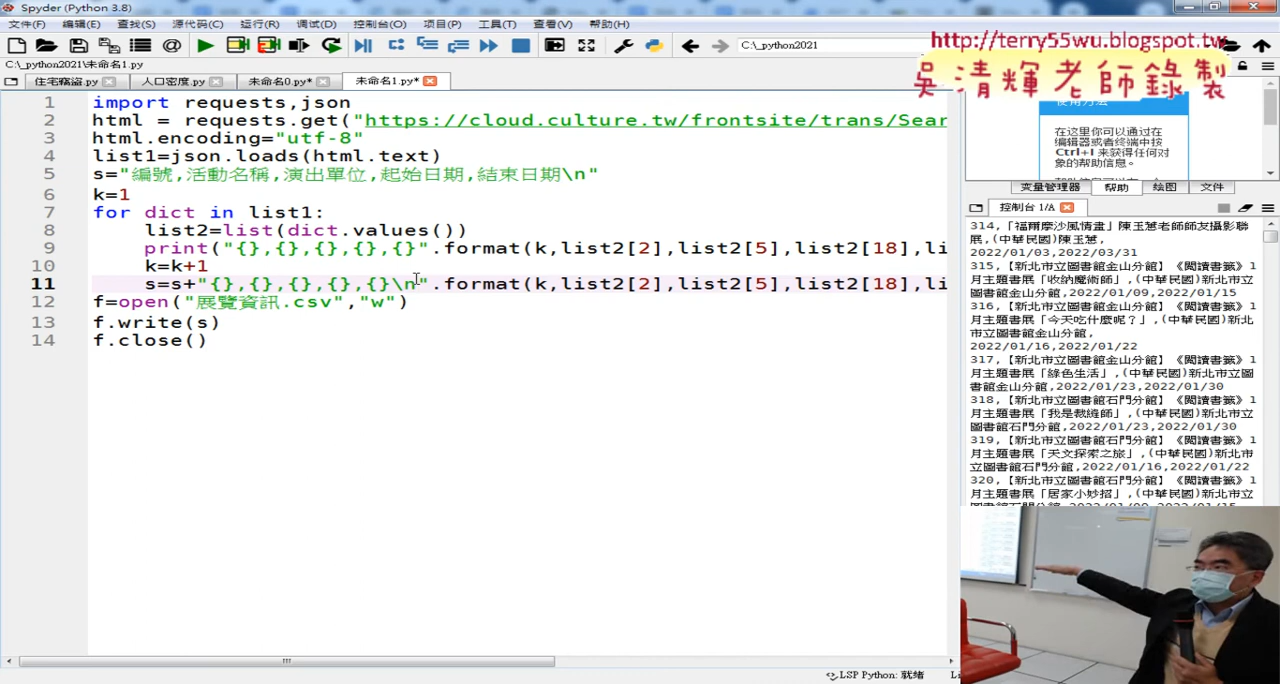 Spyder (Python 3.8)
文件(F) 编辑(E) 查找(S) 源代码(C) 运行(R) 调试(D) 控制台(O) 项目(P) 工具(T) 查看(V) 帮助(H)
C:\_python2021
http://terry55wu.blogspot.tw
吳清輝老師錄製
C:\_python2021\未命名1.py
住宅竊盜.py 人口密度.py 未命名0.py* 未命名1.py*
1 import requests,json
2 html = requests.get("https://cloud.culture.tw/frontsite/trans/Sear
3 html.encoding="utf-8"
4 list1=json.loads(html.text)
5 s="編號,活動名稱,演出單位,起始日期,結束日期\n"
6 k=1
7 for dict in list1:
8 list2=list(dict.values())
9 print("{},{},{},{},{}".format(k,list2[2],list2[5],list2[18],li
10 k=k+1
11 s=s+"{},{},{},{},{}\n".format(k,list2[2],list2[5],list2[18],li
12 f=open("展覽資訊.csv","w")
13 f.write(s)
14 f.close()
在这里你可以通过在
编辑器或者终端中按
Ctrl+I 来获得任何对
象的帮助信息。
变量管理器 帮助 绘图 文件
控制台 1/A
314,「福爾摩沙風情畫」陳玉慧老師師友攝影聯
展,(中華民國)陳玉慧,
2022/01/03,2022/03/31
315,【新北市立圖書館金山分館】《閱讀書籤》1
月主題書展「收納魔術師」,(中華民國)新北市立
圖書館金山分館,2022/01/09,2022/01/15
316,【新北市立圖書館金山分館】《閱讀書籤》1
月主題書展「今天吃什麼呢？」,(中華民國)新北
市立圖書館金山分館,
2022/01/16,2022/01/22
317,【新北市立圖書館金山分館】《閱讀書籤》1
月主題書展「綠色生活」,(中華民國)新北市立圖
書館金山分館,2022/01/23,2022/01/30
318,【新北市立圖書館石門分館】《閱讀書籤》1
月主題書展「我是裁縫師」,(中華民國)新北市立
圖書館石門分館,2022/01/23,2022/01/30
319,【新北市立圖書館石門分館】《閱讀書籤》1
月主題書展「天文探索之旅」,(中華民國)新北市
立圖書館石門分館,2022/01/16,2022/01/22
320,【新北市立圖書館石門分館】《閱讀書籤》1
月主題書展「居家小妙招」,(中華民國)新北市立
LSP Python: 就绪